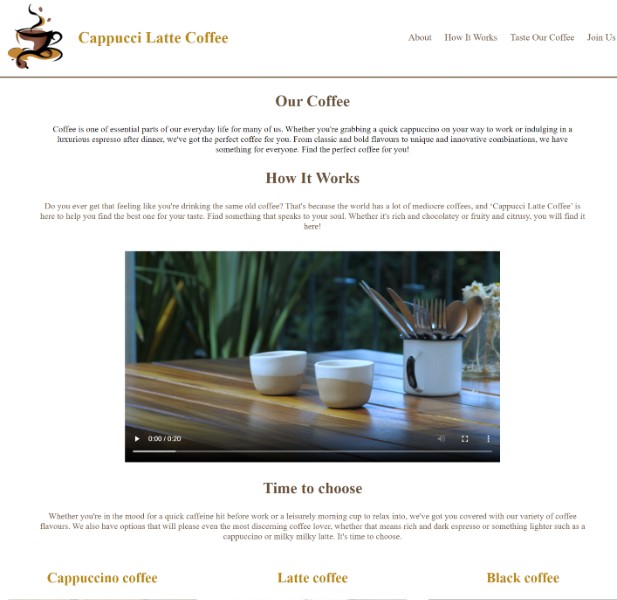 Cappucci Latte Coffee
About How It Works Taste Our Coffee Join Us
Our Coffee
Coffee is one of essential parts of our everyday life for many of us. Whether you're grabbing a quick cappuccino on your way to work or indulging in a
luxurious espresso after dinner, we've got the perfect coffee for you. From classic and bold flavours to unique and innovative combinations, we have
something for everyone. Find the perfect coffee for you!
How It Works
Do you ever get that feeling like you're drinking the same old coffee? That's because the world has a lot of mediocre coffees, and ‘Cappucci Latte Coffee’ is
here to help you find the best one for your taste. Find something that speaks to your soul. Whether it's rich and chocolatey or fruity and citrusy, you will find it
here!
0:00 / 0:20
Time to choose
Whether you're in the mood for a quick caffeine hit before work or a leisurely morning cup to relax into, we've got you covered with our variety of coffee
flavours. We also have options that will please even the most discerning coffee lover, whether that means rich and dark espresso or something lighter such as a
cappuccino or milky milky latte. It's time to choose.
Cappuccino coffee Latte coffee Black coffee